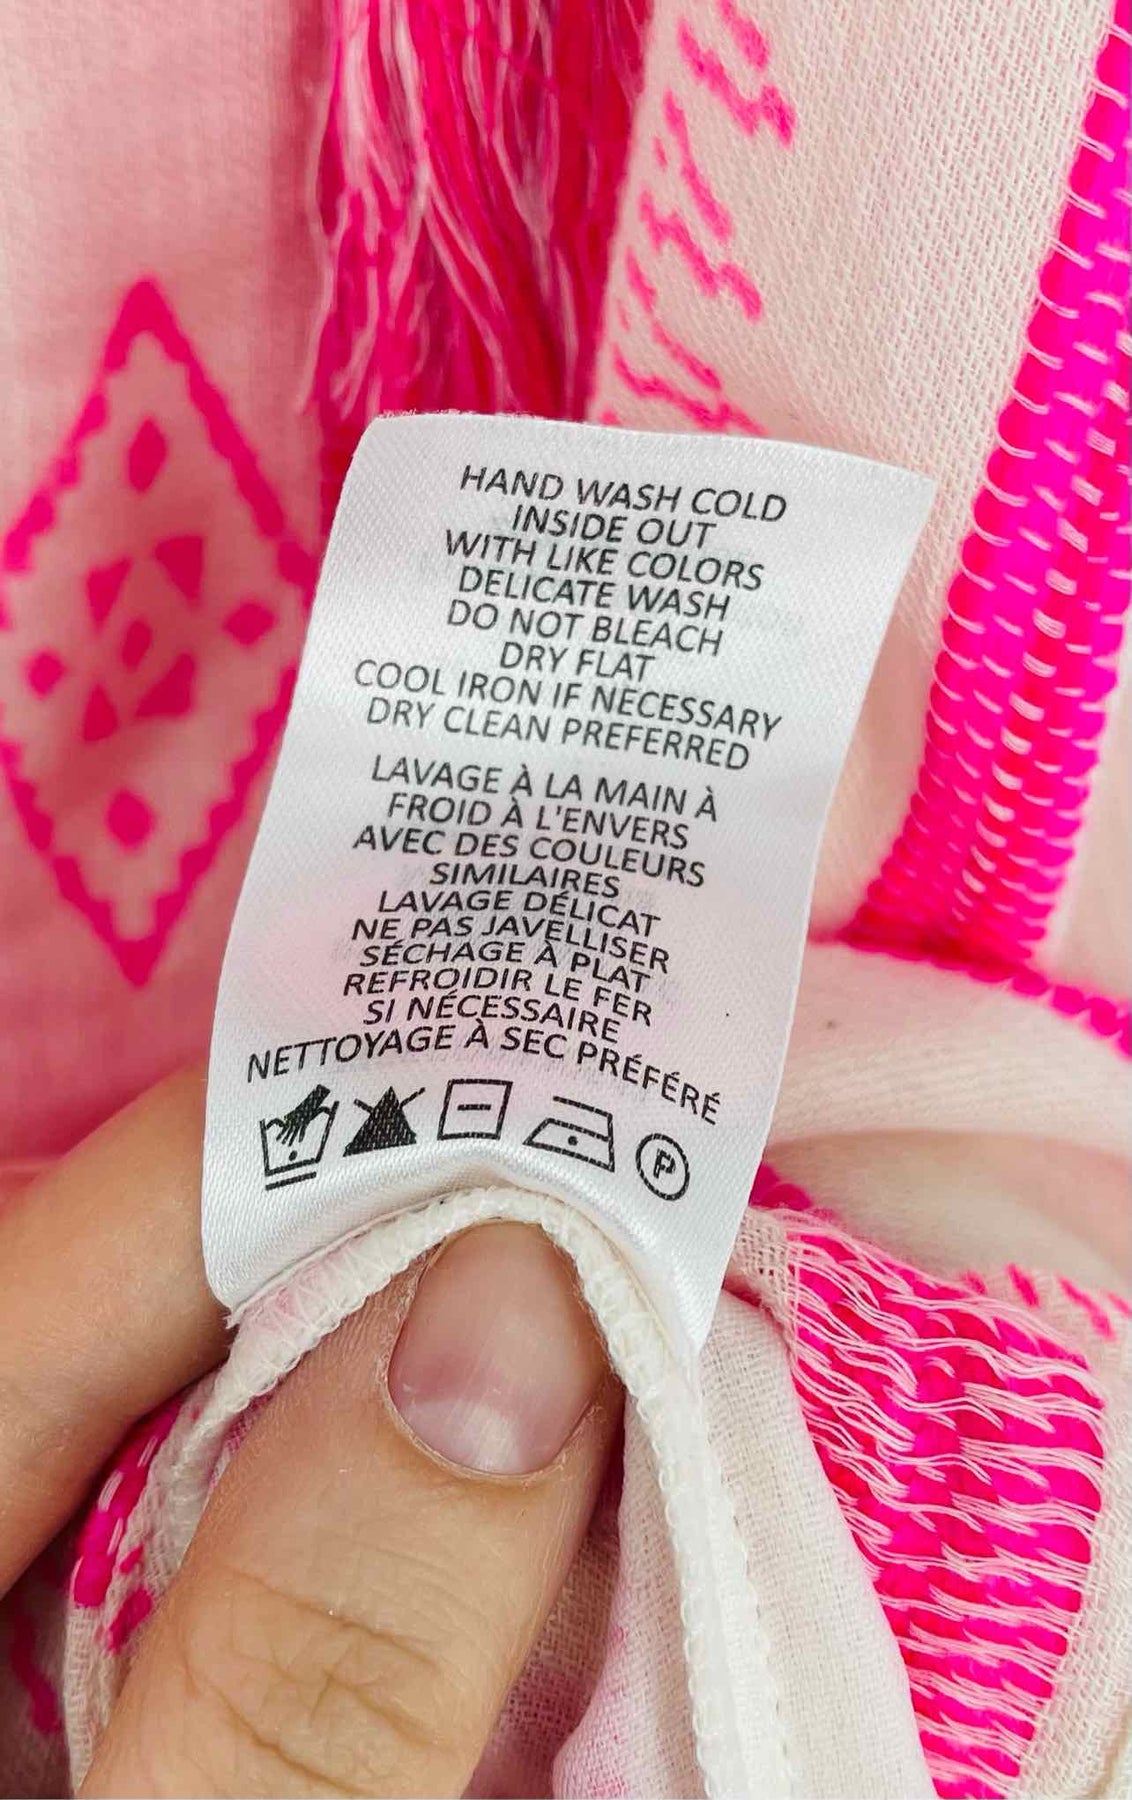 HAND WASH COLD
INSIDE OUT
WITH LIKE COLORS
DELICATE WASH
DO NOT BLEACH
DRY FLAT
COOL IRON IF NECESSARY
DRY CLEAN PREFERRED
LAVAGE À LA MAIN À
FROID À L'ENVERS
AVEC DES COULEURS
SIMILAIRES
LAVAGE DÉLICAT
NE PAS JAVELLISER
SÉCHAGE À PLAT
REFROIDIR LE FER
SI NÉCESSAIRE
NETTOYAGE À SEC PRÉFÉRÉ
P